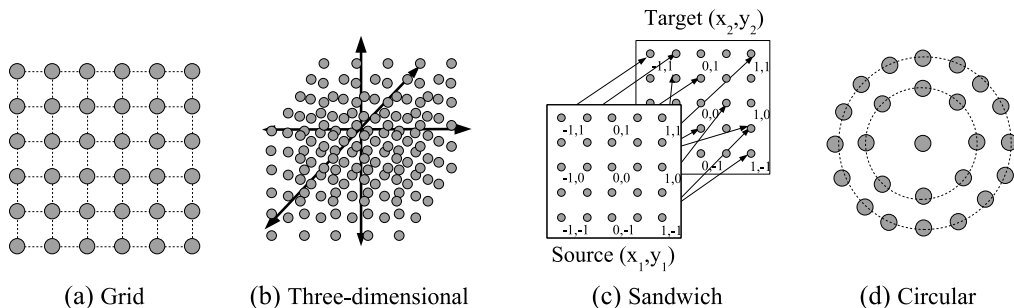 Target (x2,y2)
-1,1 0,1 1,1
0,0 1,0
0,-1 1,-1
-1,1 0,1 1,1
-1,0 0,0 1,0
-1,-1 0,-1 1,-1
Source (x1,y1)
(a) Grid
(b) Three-dimensional
(c) Sandwich
(d) Circular